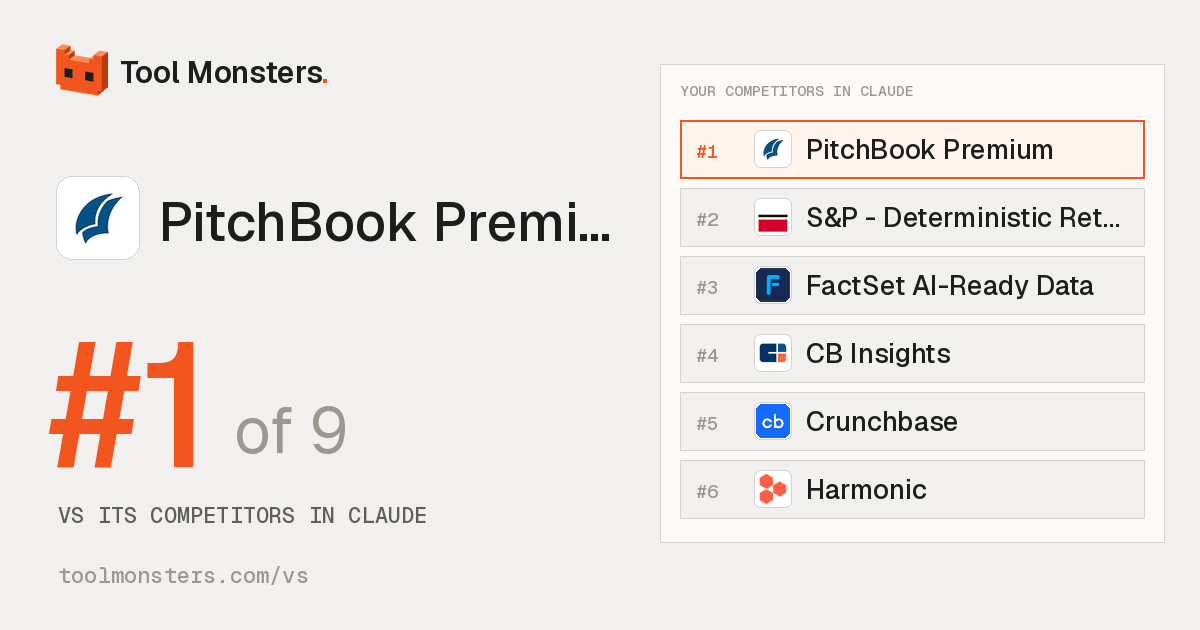 Tool Monsters.
PitchBook Premi...
#1 of 9
VS ITS COMPETITORS IN CLAUDE
toolmonsters.com/vs
YOUR COMPETITORS IN CLAUDE
#1 PitchBook Premium
#2 S&P - Deterministic Ret...
#3 F FactSet AI-Ready Data
#4 CB Insights
#5 cb Crunchbase
#6 Harmonic